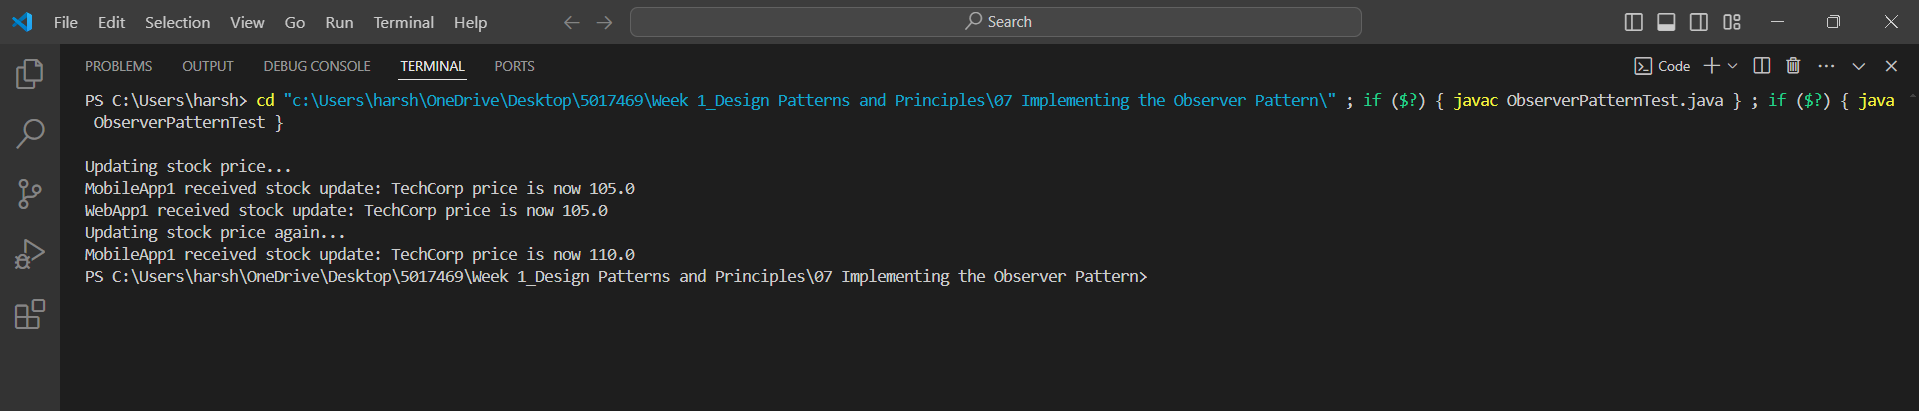 File Edit Selection View Go Run Terminal Help Search
PROBLEMS OUTPUT DEBUG CONSOLE TERMINAL PORTS Code
PS C:\Users\harsh> cd "c:\Users\harsh\OneDrive\Desktop\5017469\Week 1_Design Patterns and Principles\07 Implementing the Observer Pattern\" ; if ($?) { javac ObserverPatternTest.java } ; if ($?) { java
ObserverPatternTest }
Updating stock price...
MobileApp1 received stock update: TechCorp price is now 105.0
WebApp1 received stock update: TechCorp price is now 105.0
Updating stock price again...
MobileApp1 received stock update: TechCorp price is now 110.0
PS C:\Users\harsh\OneDrive\Desktop\5017469\Week 1_Design Patterns and Principles\07 Implementing the Observer Pattern>